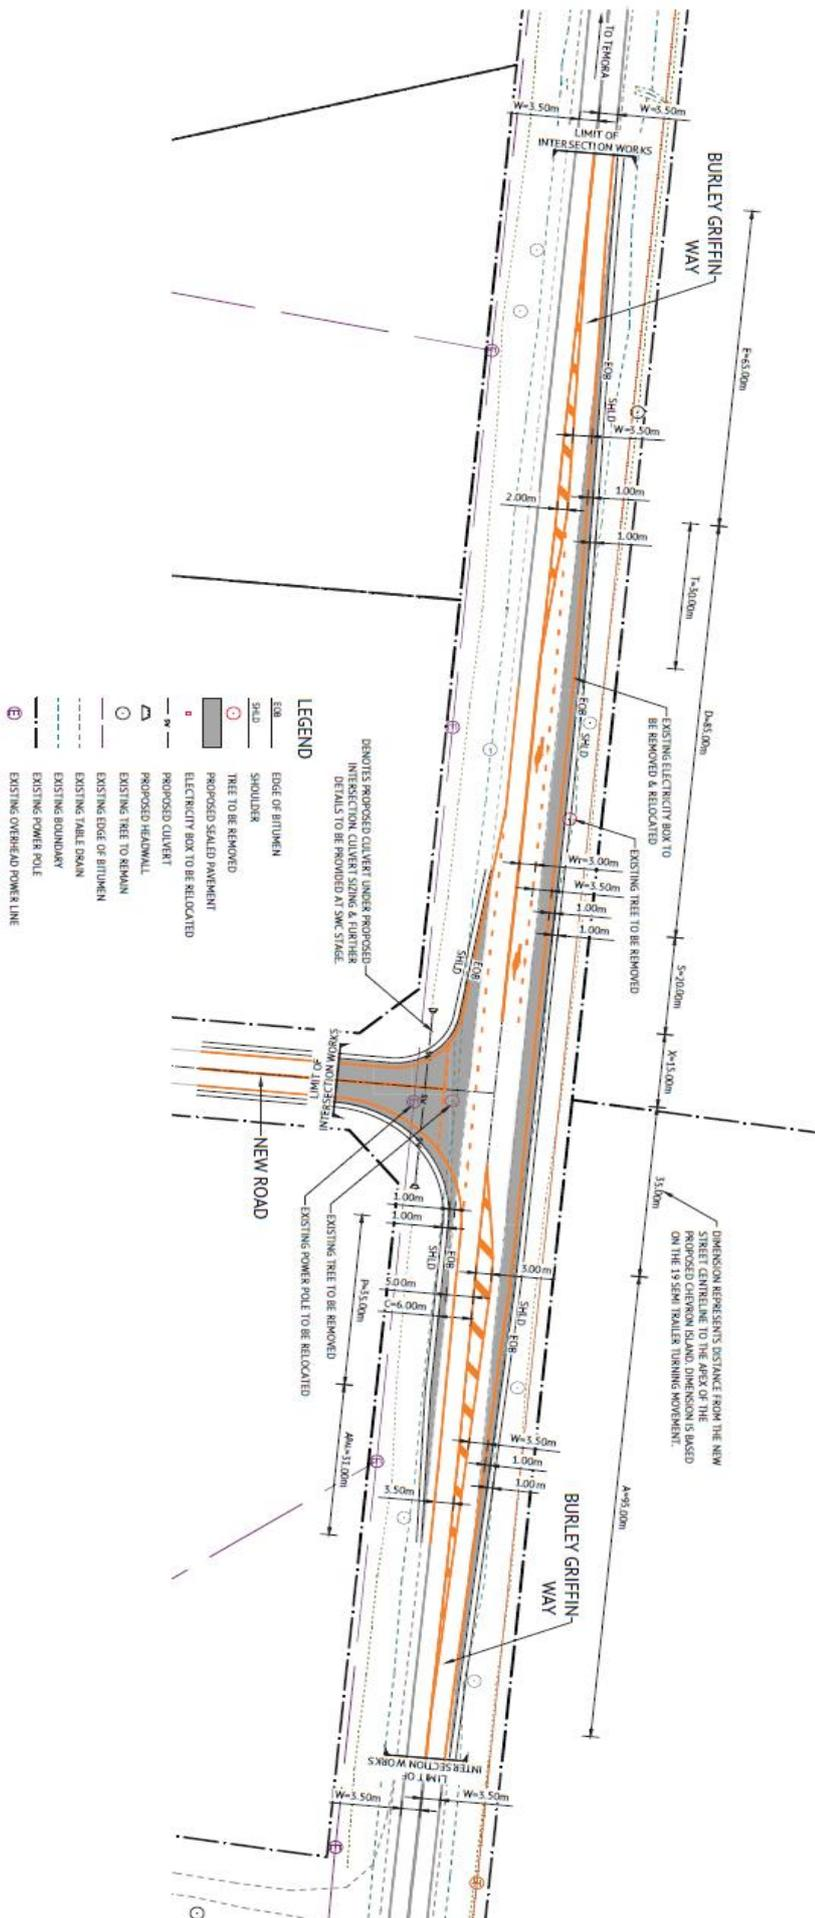 TO TEMORA
W=3.50m
W=3.50m
LIMIT OF
INTERSECTION WORKS
BURLEY GRIFFIN
WAY
E=65.00m
EOB
SHLD
W=3.50m
2.00m
1.00m
1.00m
T=30.00m
D=85.00m
EOB
SHLD
EXISTING ELECTRICITY BOX TO
BE REMOVED & RELOCATED
EXISTING TREE TO BE REMOVED
WT=3.00m
W=3.50m
1.00m
1.00m
S=20.00m
X=15.00m
DENOTES PROPOSED CULVERT UNDER PROPOSED
INTERSECTION. CULVERT SIZING & FURTHER
DETAILS TO BE PROVIDED AT SWC STAGE.
EOB
SHLD
LEGEND
EOB
EDGE OF BITUMEN
SHLD
SHOULDER
TREE TO BE REMOVED
PROPOSED SEALED PAVEMENT
ELECTRICITY BOX TO BE RELOCATED
SW
PROPOSED CULVERT
PROPOSED HEADWALL
EXISTING TREE TO REMAIN
EXISTING EDGE OF BITUMEN
EXISTING TABLE DRAIN
EXISTING BOUNDARY
EXISTING POWER POLE
E
EXISTING OVERHEAD POWER LINE
LIMIT OF
INTERSECTION WORKS
NEW ROAD
35.00m
DIMENSION REPRESENTS DISTANCE FROM THE NEW
STREET CENTRELINE TO THE APEX OF THE
PROPOSED CHEVRON ISLAND. DIMENSION IS BASED
ON THE 19 SEMI TRAILER TURNING MOVEMENT.
1.00m
1.00m
EXISTING TREE TO BE REMOVED
EXISTING POWER POLE TO BE RELOCATED
P=35.00m
SHLD
EOB
3.00m
5.00m
C=6.00m
SHLD
EOB
W=3.50m
1.00m
1.00m
3.50m
A=95.00m
BURLEY GRIFFIN
WAY
LIMIT OF
INTERSECTION WORKS
W=3.50m
W=3.50m